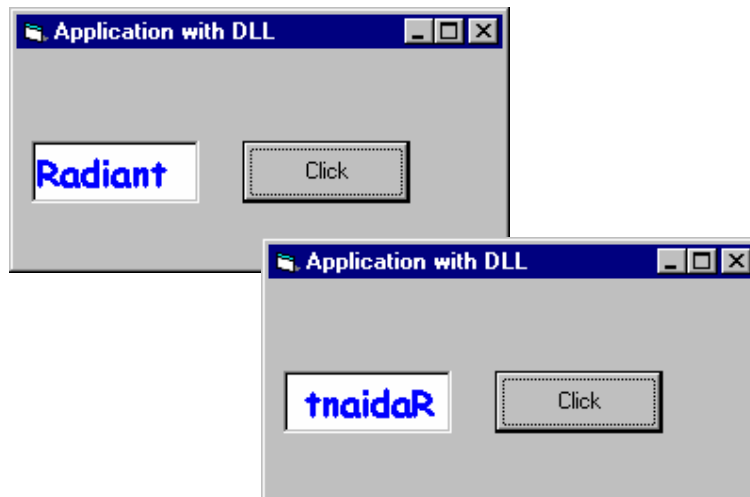 Application with DLL
Radiant
Click
Application with DLL
tnaidaR
Click